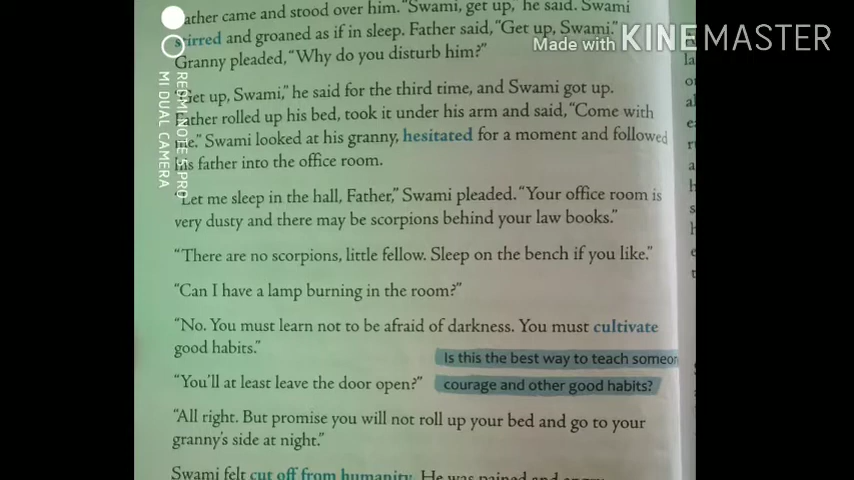 ather came and stood over him. "Swami, get up," he said. Swami
stirred and groaned as if in sleep. Father said, "Get up, Swami."
Granny pleaded, "Why do you disturb him?"
"Get up, Swami," he said for the third time, and Swami got up.
Father rolled up his bed, took it under his arm and said, "Come with
me." Swami looked at his granny, hesitated for a moment and followed
his father into the office room.
"Let me sleep in the hall, Father," Swami pleaded. "Your office room is
very dusty and there may be scorpions behind your law books."
"There are no scorpions, little fellow. Sleep on the bench if you like."
"Can I have a lamp burning in the room?"
"No. You must learn not to be afraid of darkness. You must cultivate
good habits."
Is this the best way to teach someon
courage and other good habits?
"You'll at least leave the door open?"
"All right. But promise you will not roll up your bed and go to your
granny's side at night."
Swami felt cut off from humanity. He was pained and angry
Made with KINEMASTER
REDMI NOTE 5 PRO
MI DUAL CAMERA